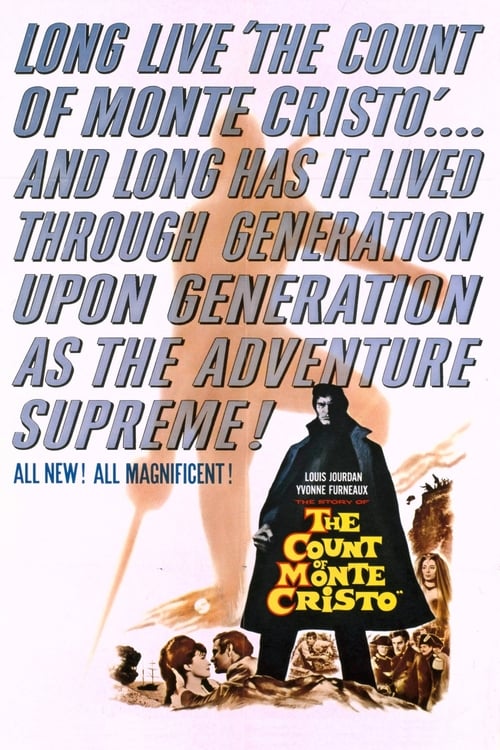 LONG LIVE 'THE COUNT
OF MONTE CRISTO'....
AND LONG HAS IT LIVED
THROUGH GENERATION
UPON GENERATION
AS THE ADVENTURE
SUPREME!
ALL NEW! ALL MAGNIFICENT!
LOUIS JOURDAN
YVONNE FURNEAUX
THE STORY OF
THE
COUNT
OF
MONTE
CRISTO"